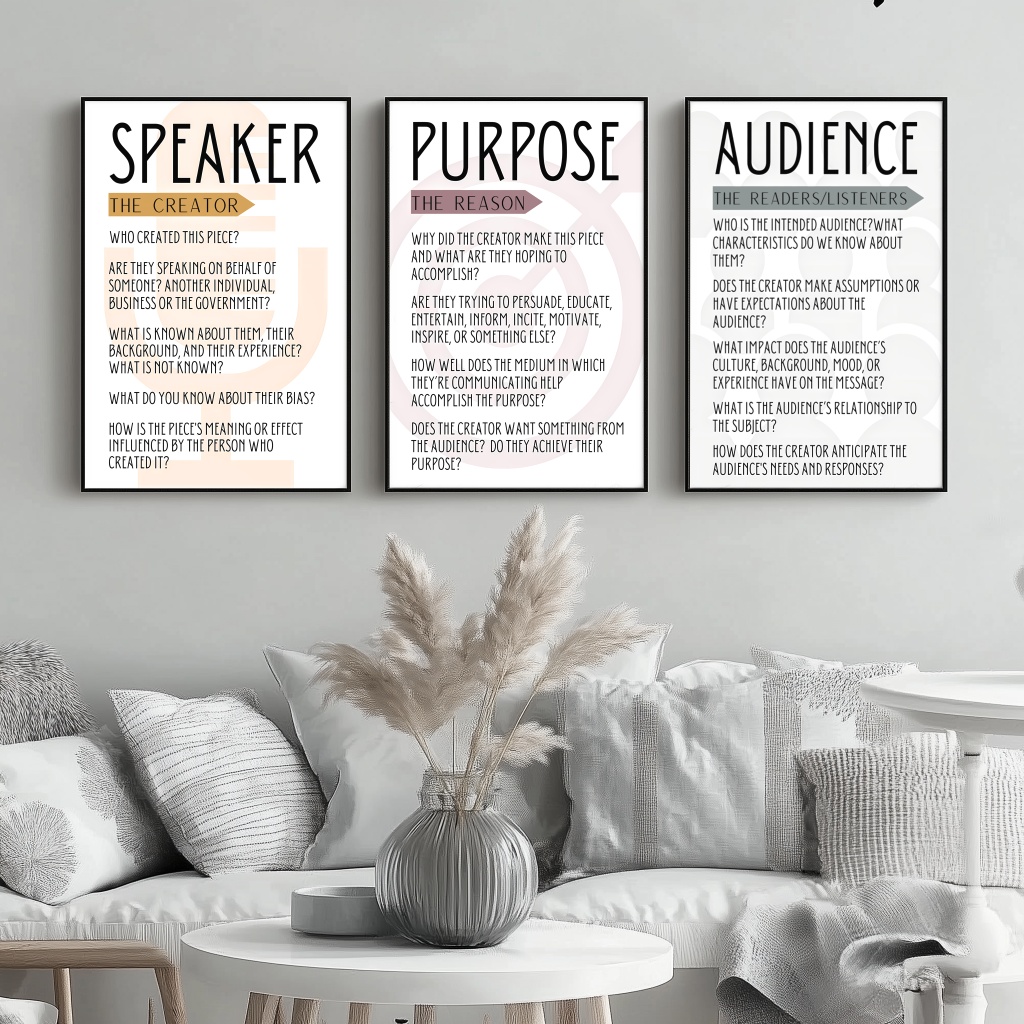 SPEAKER
THE CREATOR
WHO CREATED THIS PIECE?
ARE THEY SPEAKING ON BEHALF OF
SOMEONE? ANOTHER INDIVIDUAL,
BUSINESS OR THE GOVERNMENT?
WHAT IS KNOWN ABOUT THEM, THEIR
BACKGROUND, AND THEIR EXPERIENCE?
WHAT IS NOT KNOWN?
WHAT DO YOU KNOW ABOUT THEIR BIAS?
HOW IS THE PIECE'S MEANING OR EFFECT
INFLUENCED BY THE PERSON WHO
CREATED IT?
PURPOSE
THE REASON
WHY DID THE CREATOR MAKE THIS PIECE
AND WHAT ARE THEY HOPING TO
ACCOMPLISH?
ARE THEY TRYING TO PERSUADE, EDUCATE,
ENTERTAIN, INFORM, INCITE, MOTIVATE,
INSPIRE, OR SOMETHING ELSE?
HOW WELL DOES THE MEDIUM IN WHICH
THEY'RE COMMUNICATING HELP
ACCOMPLISH THE PURPOSE?
DOES THE CREATOR WANT SOMETHING FROM
THE AUDIENCE? DO THEY ACHIEVE THEIR
PURPOSE?
AUDIENCE
THE READERS/LISTENERS
WHO IS THE INTENDED AUDIENCE?WHAT
CHARACTERISTICS DO WE KNOW ABOUT
THEM?
DOES THE CREATOR MAKE ASSUMPTIONS OR
HAVE EXPECTATIONS ABOUT THE
AUDIENCE?
WHAT IMPACT DOES THE AUDIENCE'S
CULTURE, BACKGROUND, MOOD, OR
EXPERIENCE HAVE ON THE MESSAGE?
WHAT IS THE AUDIENCE'S RELATIONSHIP TO
THE SUBJECT?
HOW DOES THE CREATOR ANTICIPATE THE
AUDIENCE'S NEEDS AND RESPONSES?